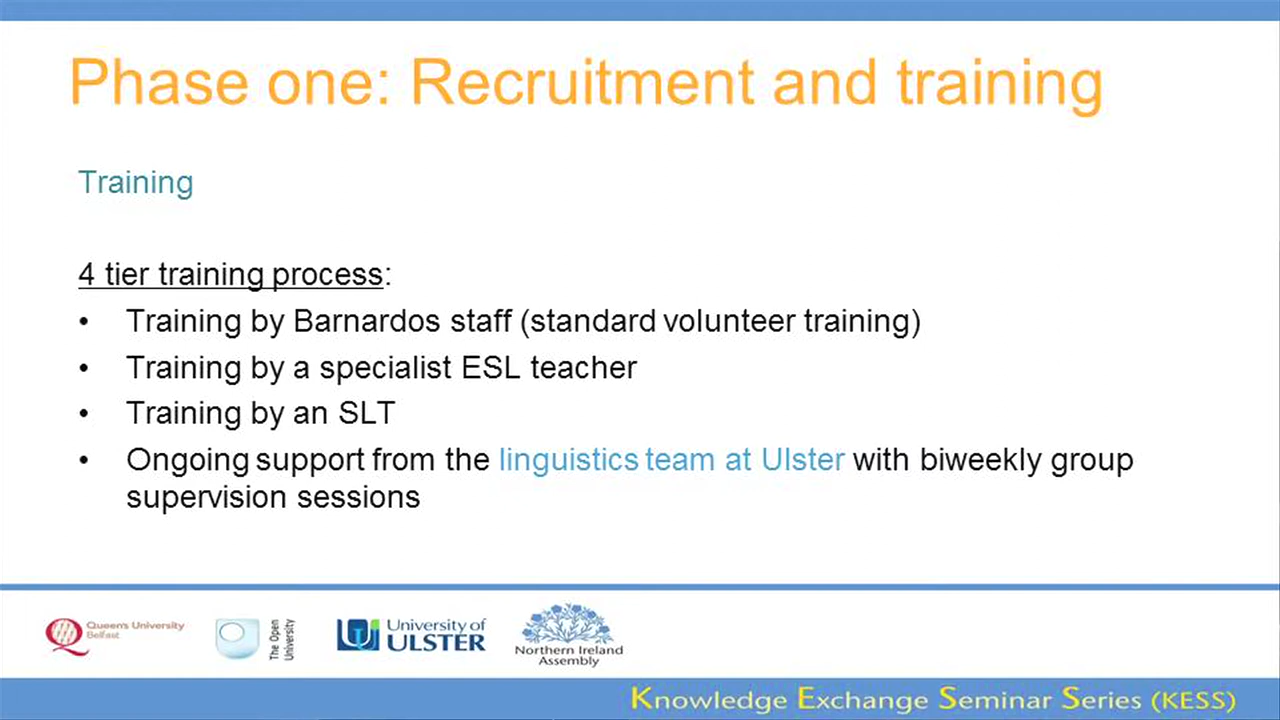 Phase one: Recruitment and training
Training
4 tier training process:
• Training by Barnardos staff (standard volunteer training)
• Training by a specialist ESL teacher
• Training by an SLT
• Ongoing support from the linguistics team at Ulster with biweekly group
supervision sessions
Queen's University
Belfast
The Open
University
University of
ULSTER
Northern Ireland
Assembly
Knowledge Exchange Seminar Series (KESS)